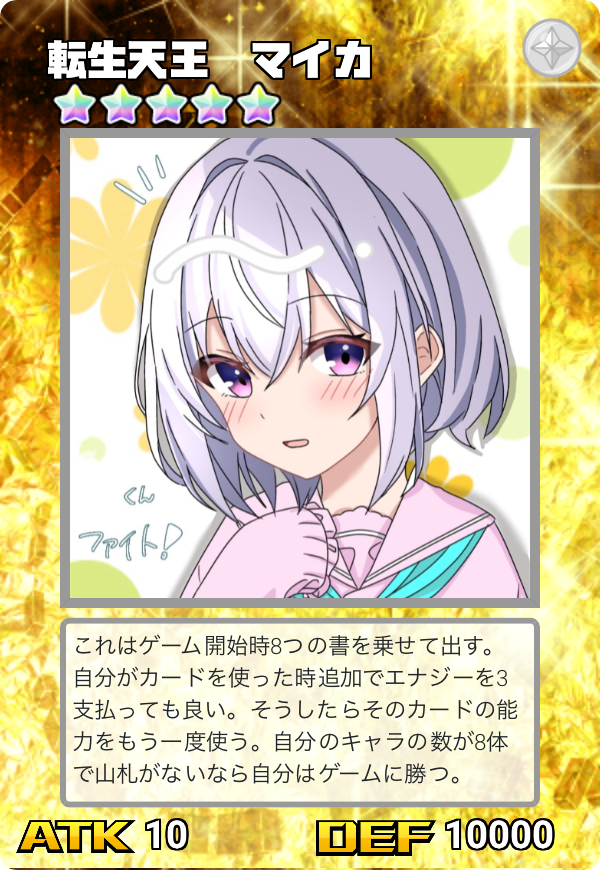 転生天王　マイカ
くん
ファイト!
これはゲーム開始時8つの書を乗せて出す。
自分がカードを使った時追加でエナジーを3
支払っても良い。そうしたらそのカードの能
力をもう一度使う。自分のキャラの数が8体
で山札がないなら自分はゲームに勝つ。
ATK 10 DEF 10000